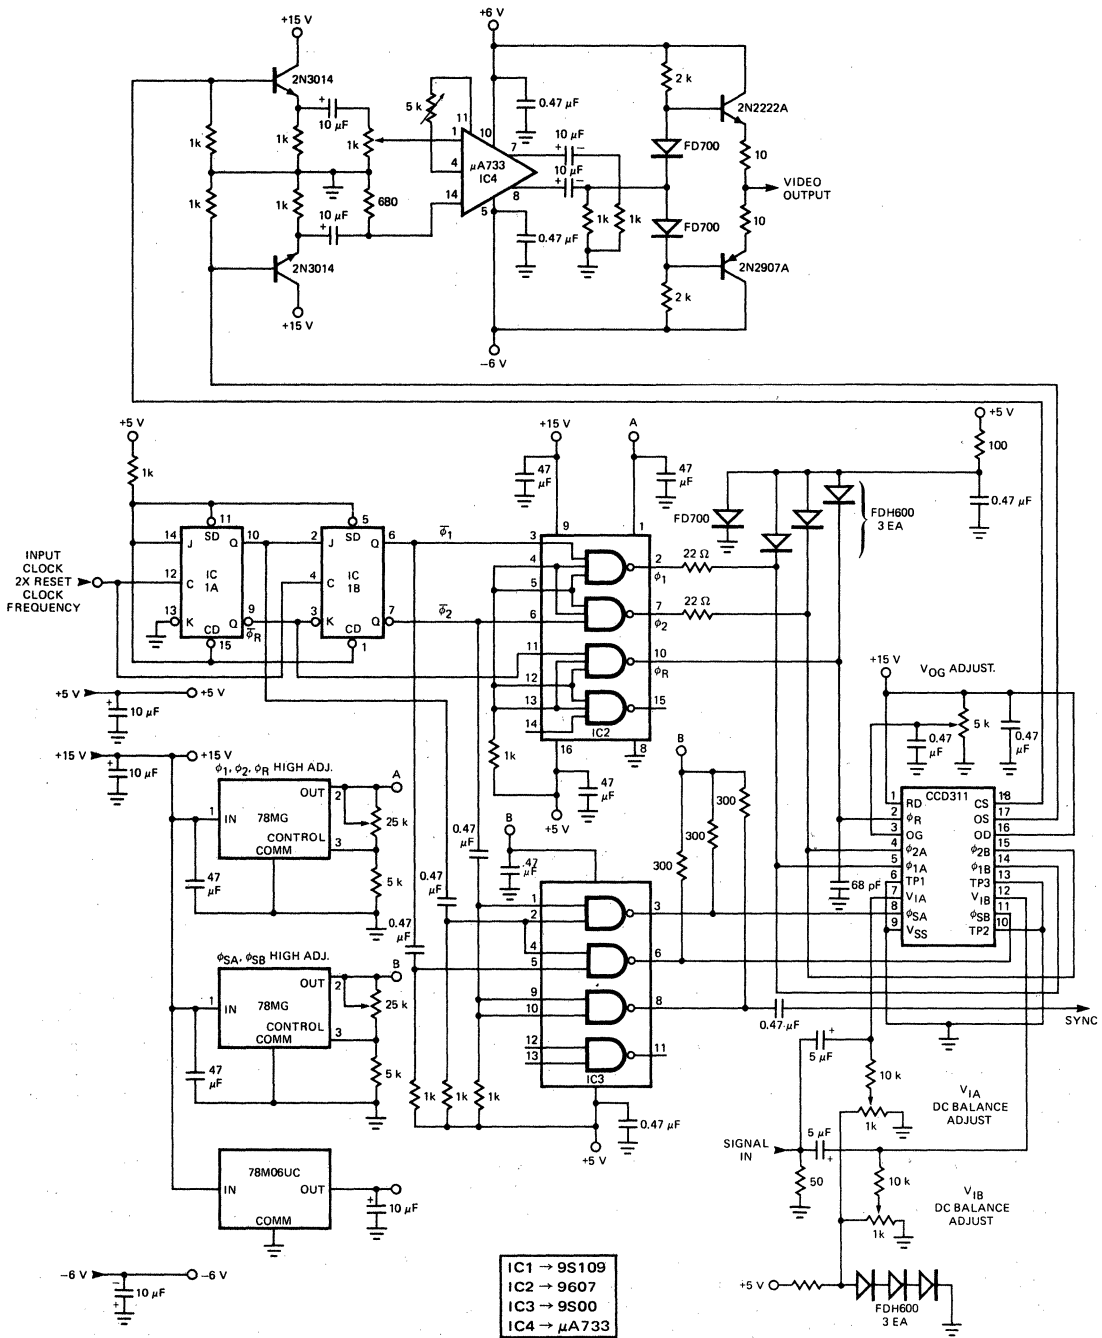 +15 V
+6 V
2N3014
10 µF
1k
1k
1k
1k
1k
680
10 µF
2N3014
+15 V
5 k
11
1
4
14
10
7
8
5
µA733
IC4
0.47 µF
0.47 µF
10 µF
10 µF
1k
1k
2 k
2N2222A
FD700
10
VIDEO
OUTPUT
10
FD700
2N2907A
2 k
-6 V
+5 V
1k
INPUT
CLOCK
2X RESET
CLOCK
FREQUENCY
14
J
11
SD
Q
10
12
C
IC
1A
13
K
CD
Q
9
φR
15
2
J
5
SD
Q
6
4
C
IC
1B
3
K
CD
Q
7
1
φ1
φ2
+15 V
A
47
µF
47
µF
9
1
3
4
5
6
11
12
13
14
2
φ1
7
φ2
10
φR
15
IC2
16
8
22 Ω
22 Ω
1k
47
µF
+5 V
+5 V
100
0.47 µF
FD700
FDH600
3 EA
+5 V
+5 V
10 µF
+15 V
+15 V
10 µF
φ1, φ2, φR HIGH ADJ.
OUT
2
A
1
IN
78MG
CONTROL
COMM
3
25 k
5 k
47
µF
φSA, φSB HIGH ADJ.
OUT
2
B
1
IN
78MG
CONTROL
COMM
3
25 k
5 k
47
µF
78M06UC
IN
OUT
COMM
10 µF
-6 V
-6 V
10 µF
0.47
µF
0.47
µF
0.47
µF
1k
1k
1k
B
.47
µF
B
300
300
300
1
2
4
5
9
10
12
13
3
6
8
11
IC3
0.47 µF
+5 V
VOG ADJUST.
+15 V
5 k
0.47
µF
0.47
µF
CCD311
1
RD
CS
18
2
φR
OS
17
3
OG
OD
16
4
φ2A
φ2B
15
5
φ1A
φ1B
14
6
TP1
TP3
13
7
VIA
VIB
12
8
φSA
φSB
11
9
VSS
TP2
10
68 pF
0.47 µF
SYNC
5 µF
10 k
1k
VIA
DC BALANCE
ADJUST
SIGNAL
IN
5 µF
50
10 k
1k
VIB
DC BALANCE
ADJUST
+5 V
FDH600
3 EA
IC1 → 9S109
IC2 → 9607
IC3 → 9S00
IC4 → µA733